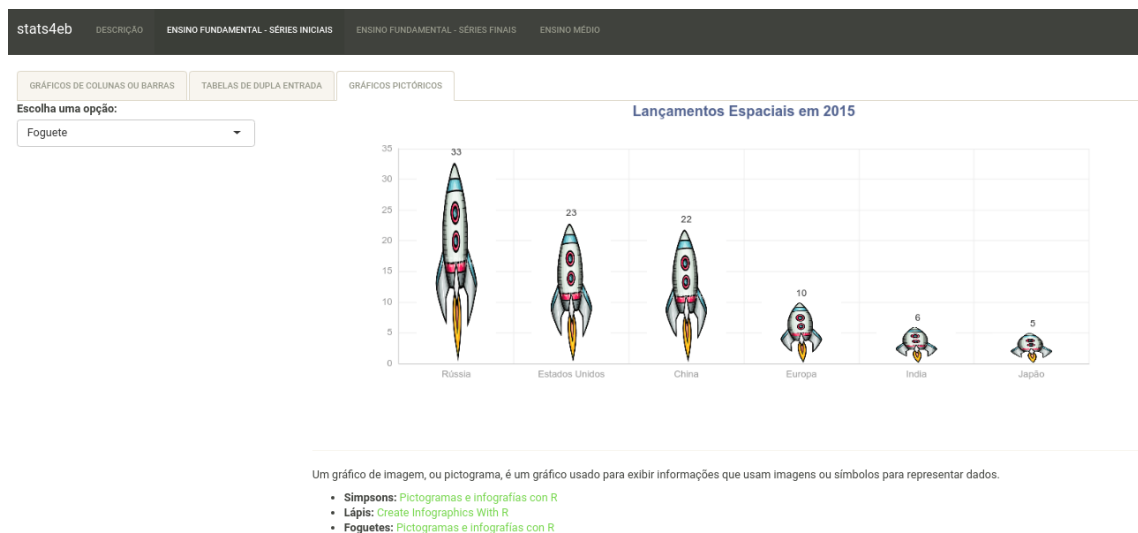 stats4eb DESCRIÇÃO ENSINO FUNDAMENTAL - SÉRIES INICIAIS ENSINO FUNDAMENTAL - SÉRIES FINAIS ENSINO MÉDIO
GRÁFICOS DE COLUNAS OU BARRAS TABELAS DE DUPLA ENTRADA GRÁFICOS PICTÓRICOS
Escolha uma opção:
Foguete
Lançamentos Espaciais em 2015
35
30
25
20
15
10
5
0
33
23
22
10
6
5
Rússia Estados Unidos China Europa India Japão
Um gráfico de imagem, ou pictograma, é um gráfico usado para exibir informações que usam imagens ou símbolos para representar dados.
• Simpsons: Pictogramas e infografías con R
• Lápis: Create Infographics With R
• Foguetes: Pictogramas e infografías con R